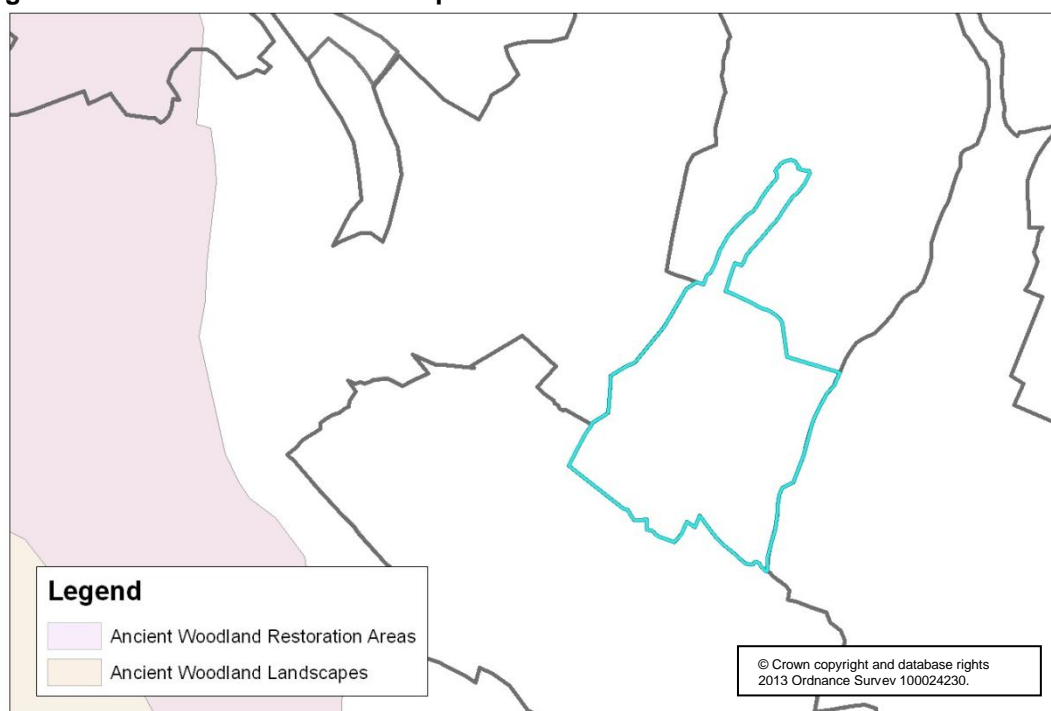 Legend
Ancient Woodland Restoration Areas
Ancient Woodland Landscapes
© Crown copyright and database rights
2013 Ordnance Survey 100024230.